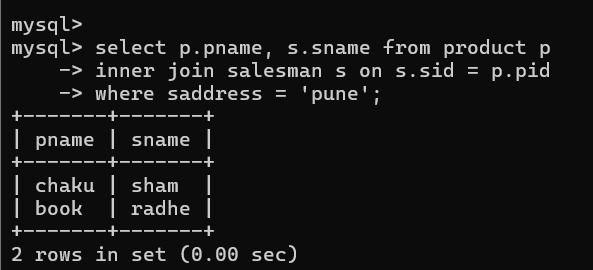 mysql>
mysql> select p.pname, s.sname from product p
    -> inner join salesman s on s.sid = p.pid
    -> where saddress = 'pune';
+-------+-------+
| pname | sname |
+-------+-------+
| chaku | sham  |
| book  | radhe |
+-------+-------+
2 rows in set (0.00 sec)